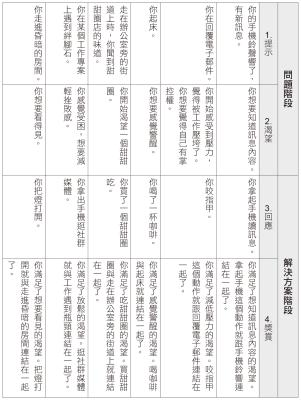 問題階段
解決方案階段
1.提示
2.渴望
3.回應
4.獎賞
你的手機鈴聲響了，
有新訊息。
你想要知道訊息內容。
你拿起手機讀訊息。
你滿足了想知道訊息內容的渴望。
拿起手機這個動作就跟手機鈴響連
結在一起了。
你在回覆電子郵件。
你開始感受到壓力，
覺得被工作壓垮了。
你想要覺得自己有掌
控權。
你咬指甲。
你滿足了減低壓力的渴望。咬指甲
這個動作就跟回覆電子郵件連結在
一起了。
你起床。
你想要感覺警醒。
你喝了一杯咖啡。
你滿足了感覺警醒的渴望。喝咖啡
與起床就連結在一起了。
走在辦公室旁的街
道上時，你聞到甜
甜圈店的味道。
你開始渴望一個甜甜
圈。
你買了一個甜甜圈
吃。
你滿足了吃甜甜圈的渴望。買甜甜
圈與走在辦公室旁的街道上就連結
在一起了。
你在某個工作專案
上遇到絆腳石。
你感覺受困，想要減
輕挫敗感。
你拿出手機逛社群
媒體。
你滿足了放鬆的渴望。逛社群媒體
就與工作遇到瓶頸連結在一起了。
你走進昏暗的房間。
你想要看得見。
你把燈打開。
你滿足了想要看見的渴望。把燈打
開就與走進昏暗的房間連結在一起
了。